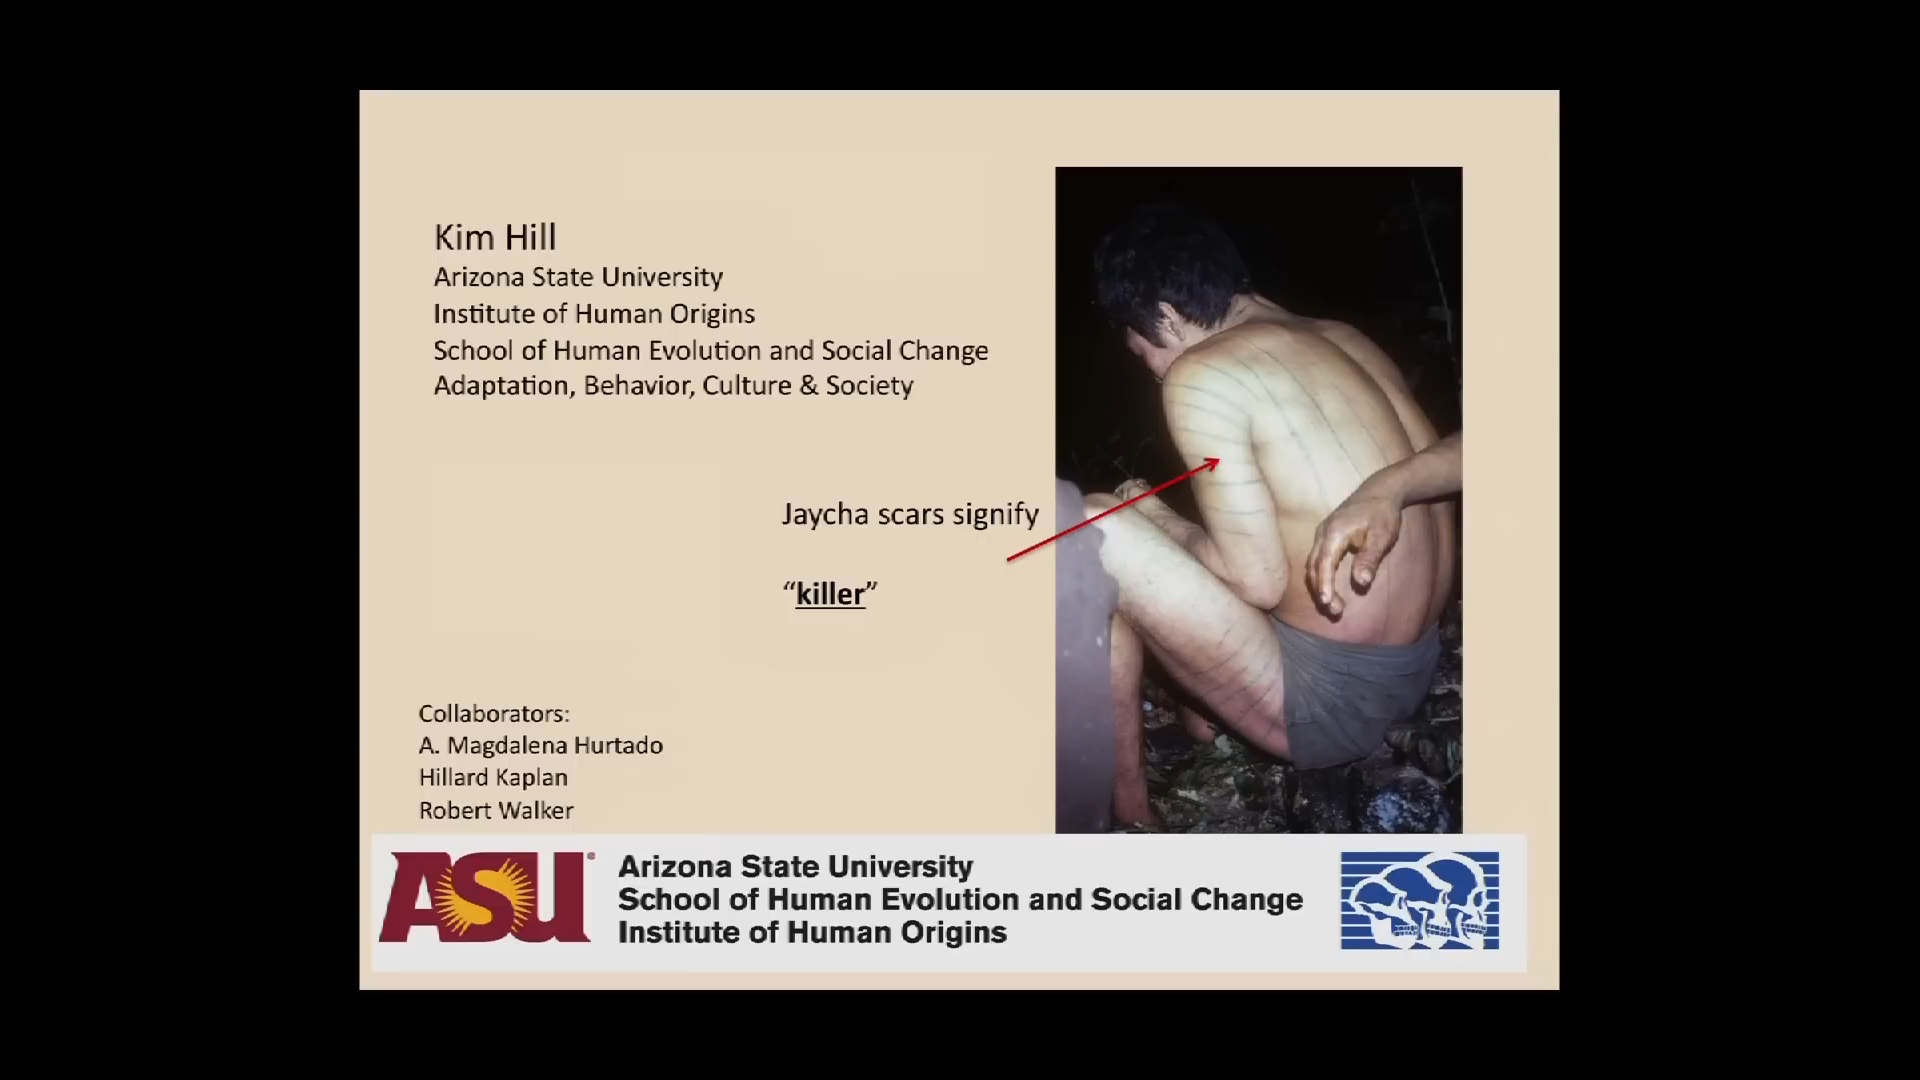 Kim Hill
Arizona State University
Institute of Human Origins
School of Human Evolution and Social Change
Adaptation, Behavior, Culture & Society
Jaycha scars signify
“killer”
Collaborators:
A. Magdalena Hurtado
Hillard Kaplan
Robert Walker
ASU®
Arizona State University
School of Human Evolution and Social Change
Institute of Human Origins